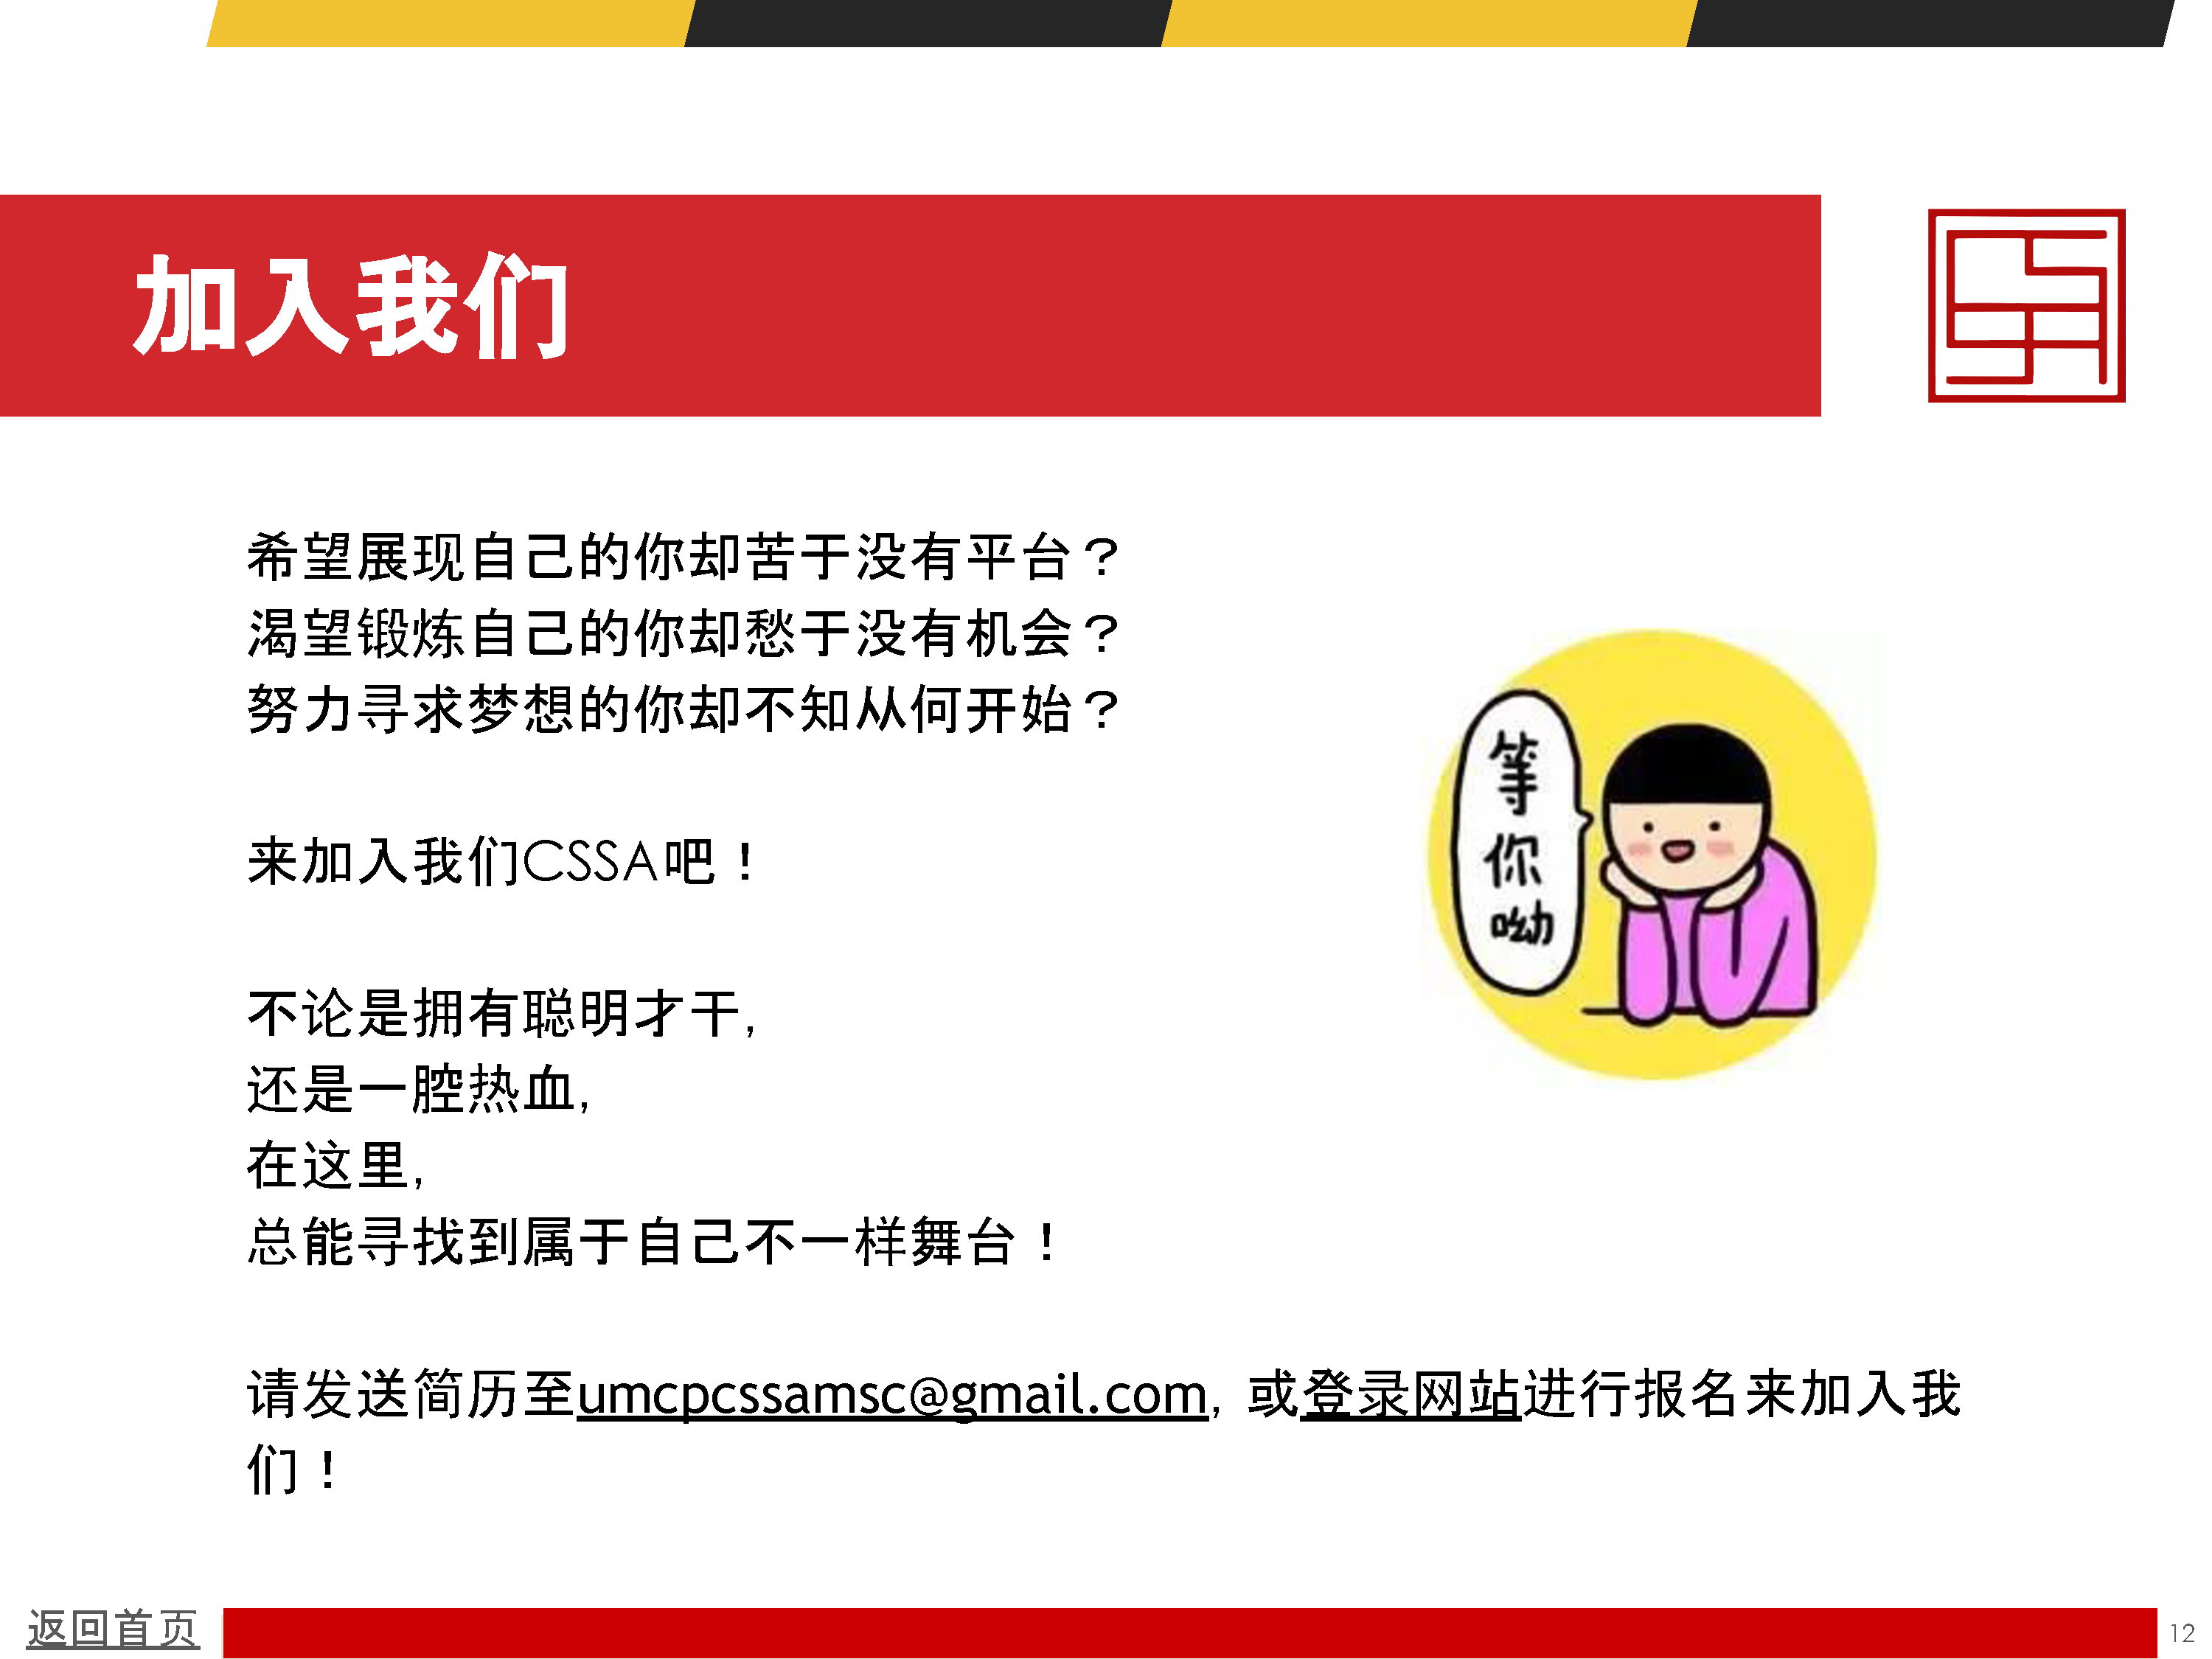 加入我们
希望展现自己的你却苦于没有平台？
渴望锻炼自己的你却愁于没有机会？
努力寻求梦想的你却不知从何开始？
来加入我们CSSA吧！
不论是拥有聪明才干，
还是一腔热血，
在这里，
总能寻找到属于自己不一样舞台！
等
你
呦
请发送简历至umcpcssamsc@gmail.com，或登录网站进行报名来加入我
们！
返回首页
12